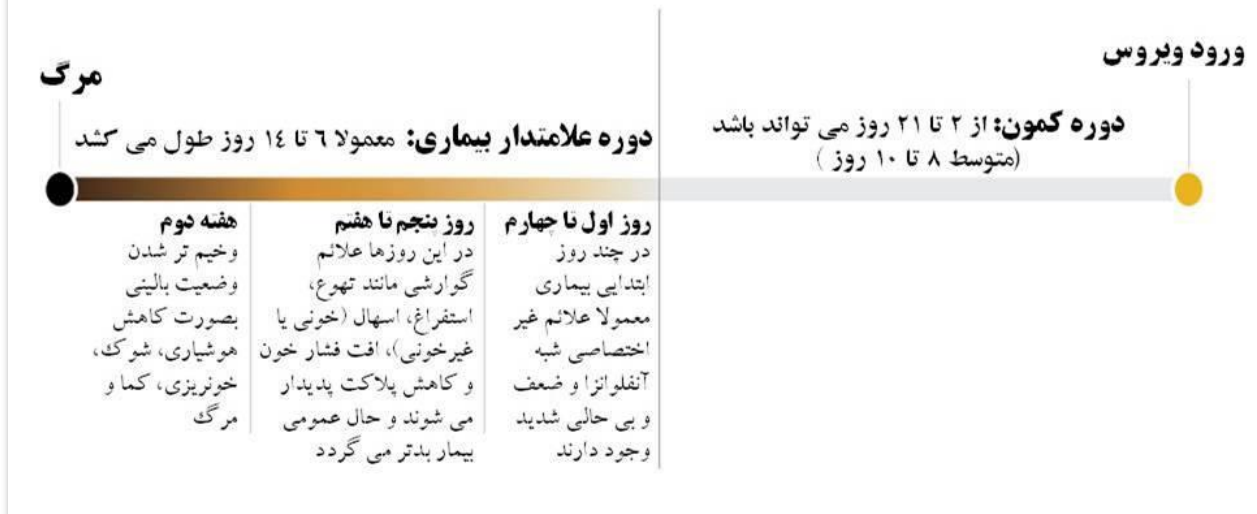 ورود ویروس
دوره کمون: از ۲ تا ۲۱ روز می تواند باشد
(متوسط ۸ تا ۱۰ روز )
مرگ
دوره علامتدار بیماری: معمولا ٦ تا ١٤ روز طول می کشد
روز اول تا چهارم
در چند روز
ابتدایی بیماری
معمولا علائم غیر
اختصاصی شبه
آنفلوانزا و ضعف
و بی حالی شدید
وجود دارند
روز پنجم تا هفتم
در این روزها علائم
گوارشی مانند تهوع،
استفراغ، اسهال (خونی یا
غیرخونی)، افت فشار خون
و کاهش پلاکت پدیدار
می شوند و حال عمومی
بیمار بدتر می گردد
هفته دوم
وخیم تر شدن
وضعیت بالینی
بصورت کاهش
هوشیاری، شوک،
خونریزی، کما و
مرگ